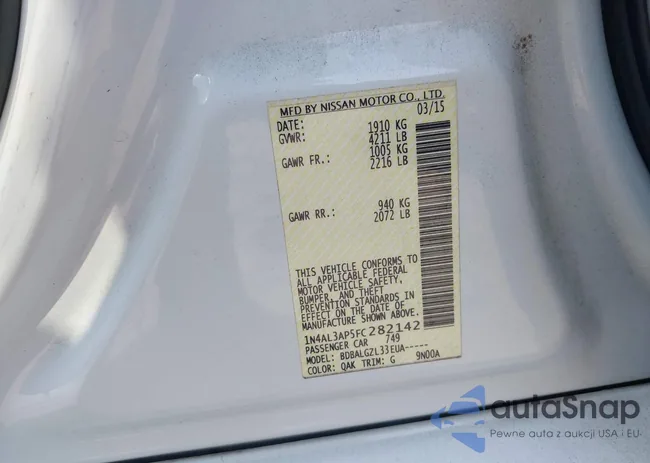 MFD BY NISSAN MOTOR CO., LTD.
DATE: 03/15
GVWR: 1910 KG
4211 LB
GAWR FR.: 1005 KG
2216 LB
GAWR RR.: 940 KG
2072 LB
THIS VEHICLE CONFORMS TO
ALL APPLICABLE FEDERAL
MOTOR VEHICLE SAFETY,
BUMPER, AND THEFT
PREVENTION STANDARDS IN
EFFECT ON THE DATE OF
MANUFACTURE SHOWN ABOVE.
1N4AL3AP5FC282142
PASSENGER CAR 749
MODEL: BDBALGZL33EUA-----
COLOR: QAK TRIM: G 9N00A
autoSnap
Pewne auta z aukcji USA i EU